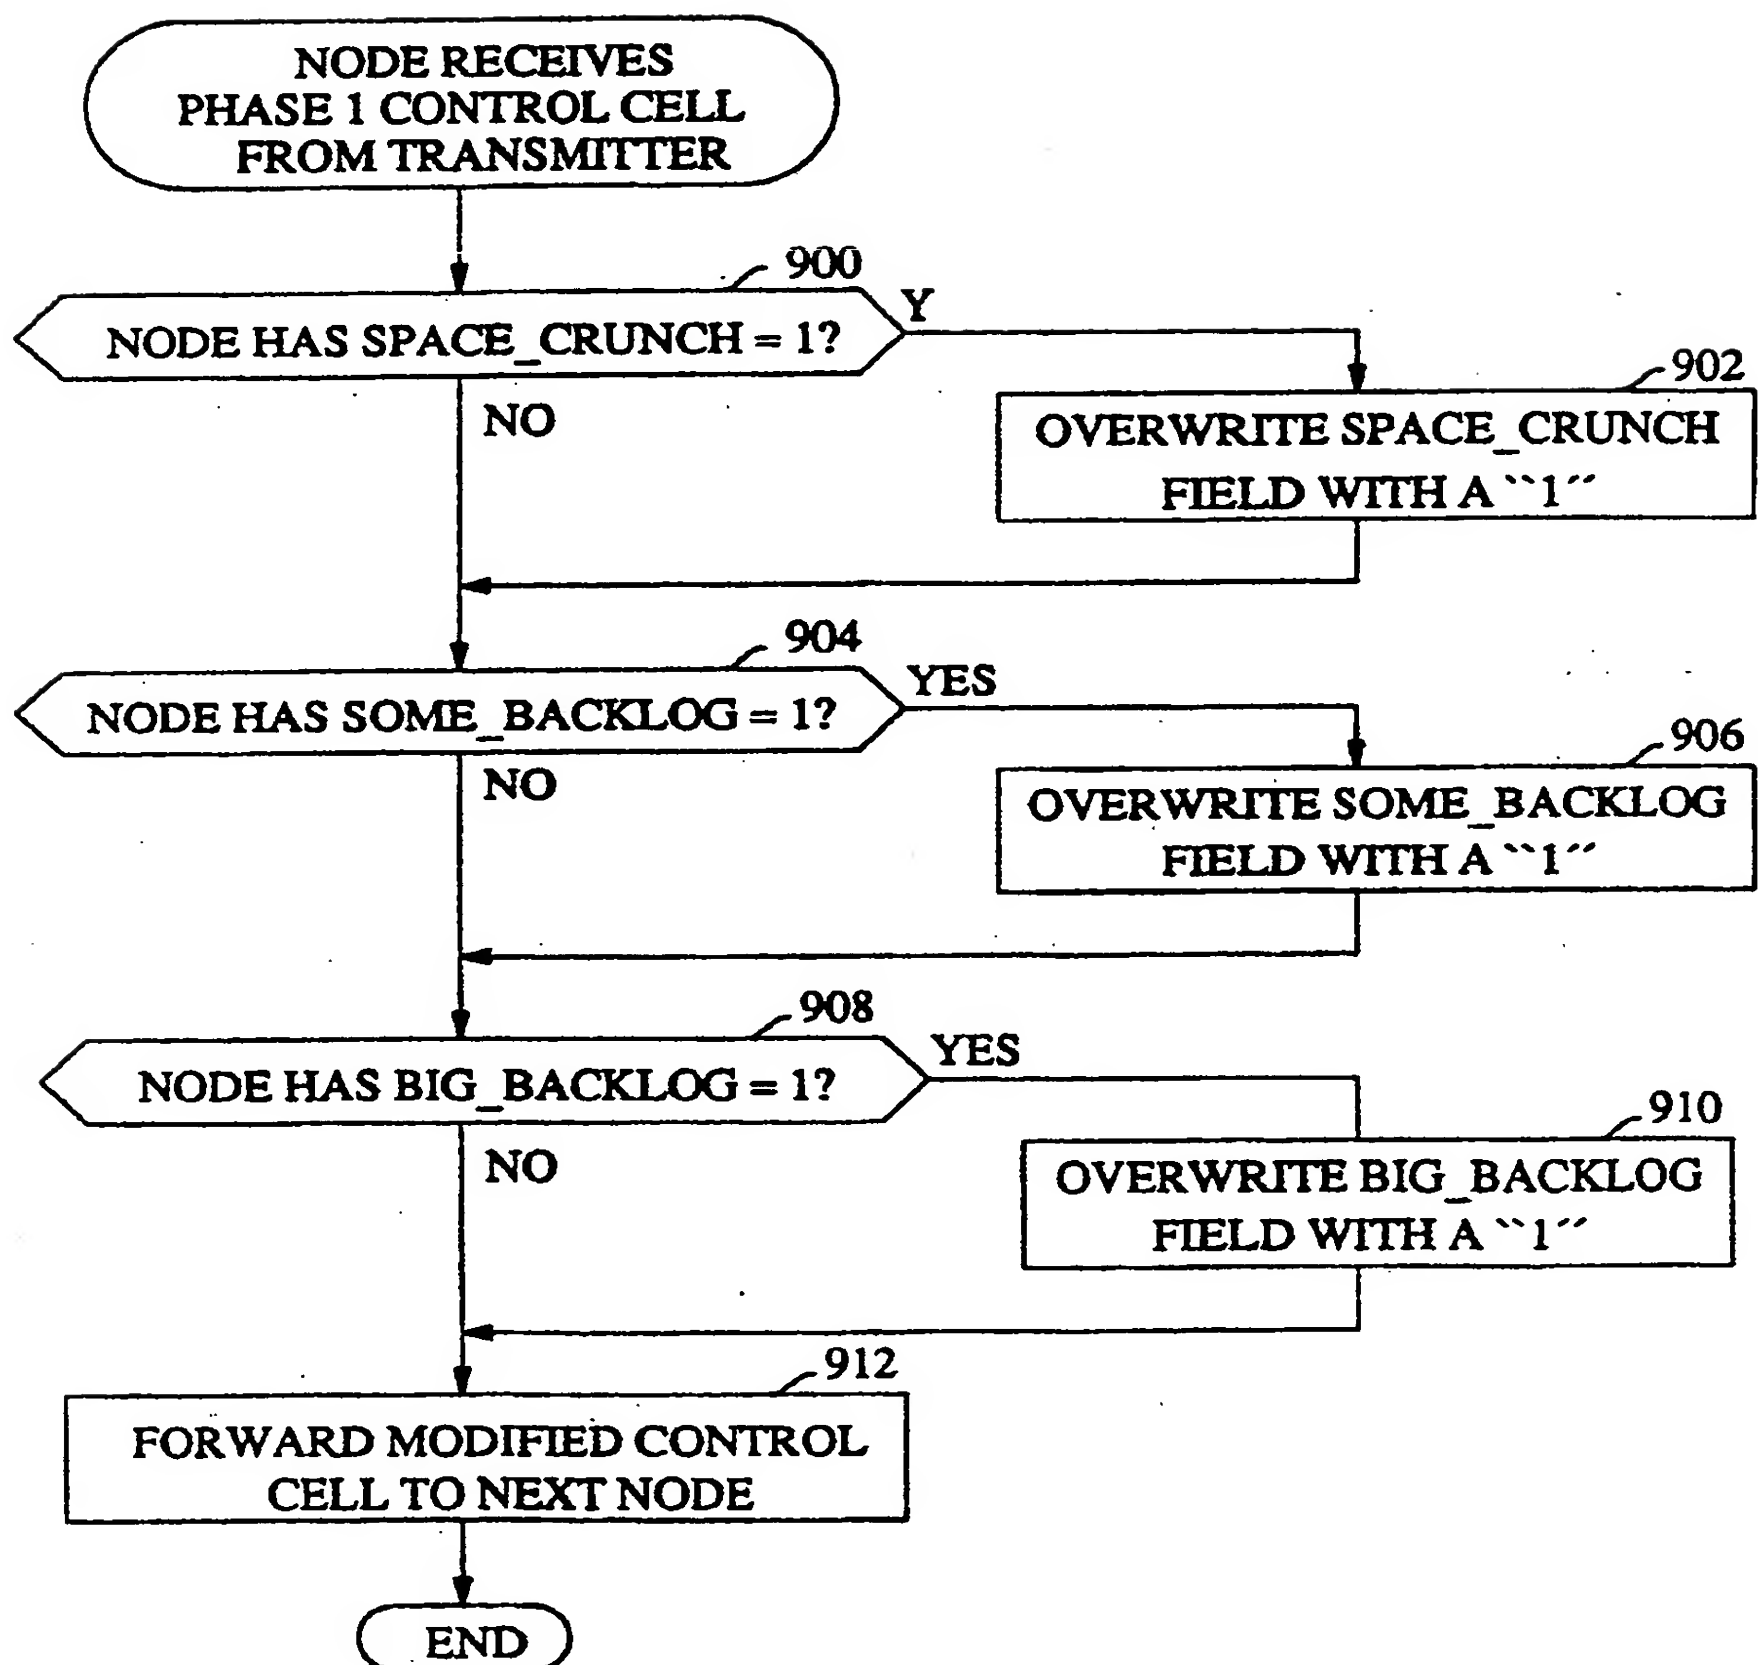 NODE RECEIVES
PHASE 1 CONTROL CELL
FROM TRANSMITTER
900
NODE HAS SPACE_CRUNCH = 1?
Y
NO
902
OVERWRITE SPACE_CRUNCH
FIELD WITH A ``1´´
904
NODE HAS SOME_BACKLOG = 1?
YES
NO
906
OVERWRITE SOME_BACKLOG
FIELD WITH A ``1´´
908
NODE HAS BIG_BACKLOG = 1?
YES
NO
910
OVERWRITE BIG_BACKLOG
FIELD WITH A ``1´´
912
FORWARD MODIFIED CONTROL
CELL TO NEXT NODE
END